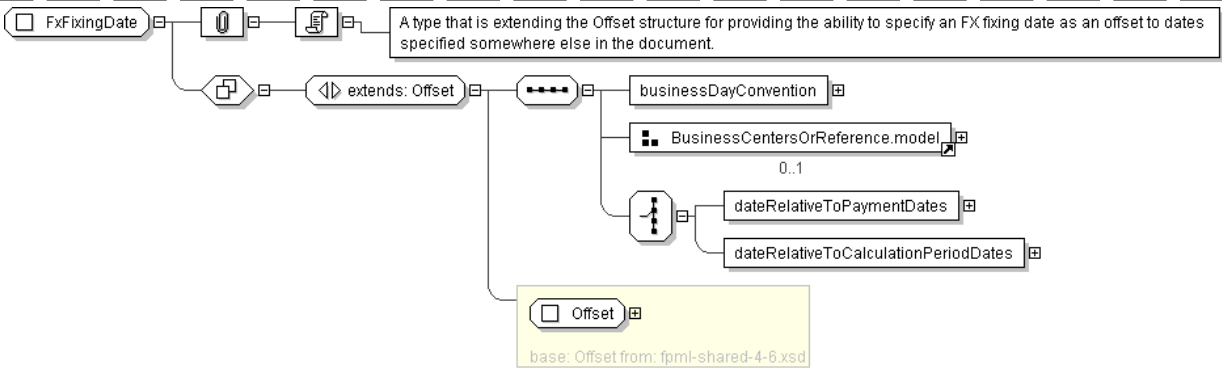 FxFixingDate
A type that is extending the Offset structure for providing the ability to specify an FX fixing date as an offset to dates
specified somewhere else in the document.
extends: Offset
businessDayConvention
BusinessCentersOrReference.model
0..1
dateRelativeToPaymentDates
dateRelativeToCalculationPeriodDates
Offset
base: Offset from: fpml-shared-4-6.xsd